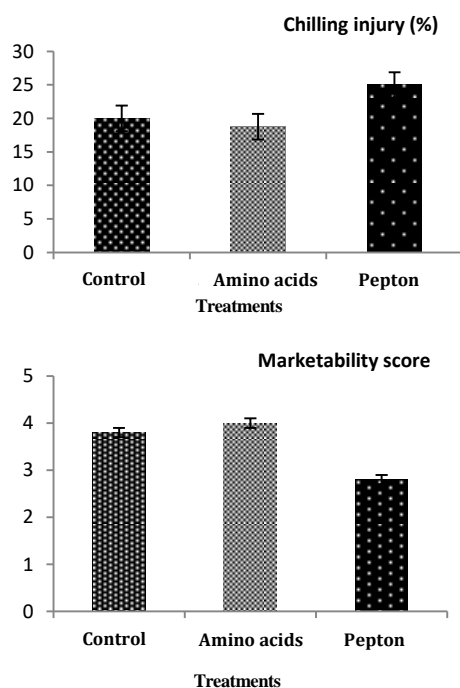 Chilling injury (%)
30
25
20
15
10
5
0
Control Amino acids Pepton
Treatments
Marketability score
5
4
3
2
1
0
Control Amino acids Pepton
Treatments